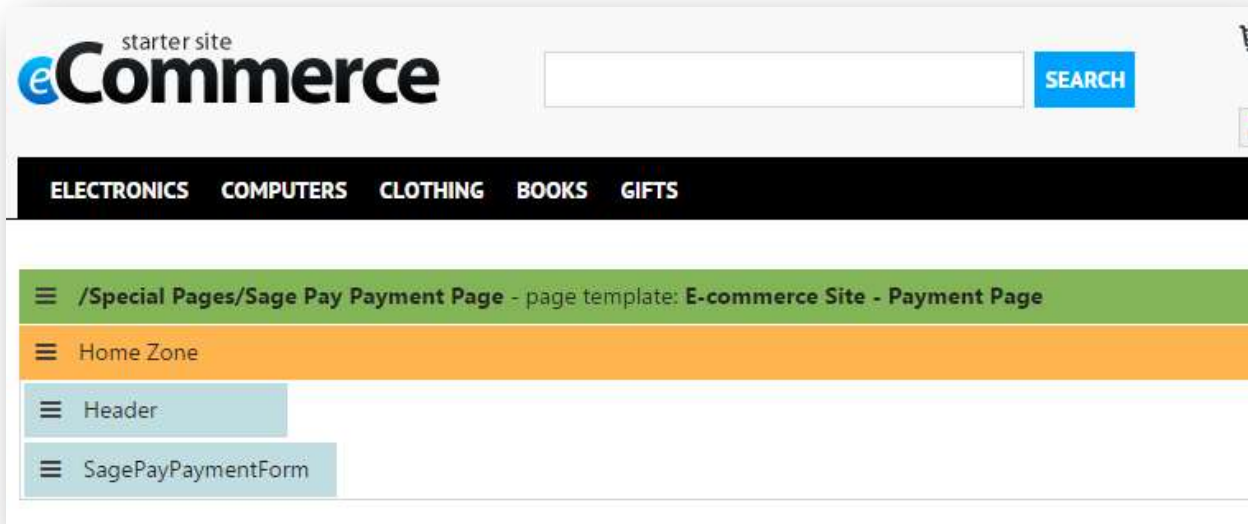 starter site
eCommerce
SEARCH
ELECTRONICS COMPUTERS CLOTHING BOOKS GIFTS
/Special Pages/Sage Pay Payment Page - page template: E-commerce Site - Payment Page
Home Zone
Header
SagePayPaymentForm